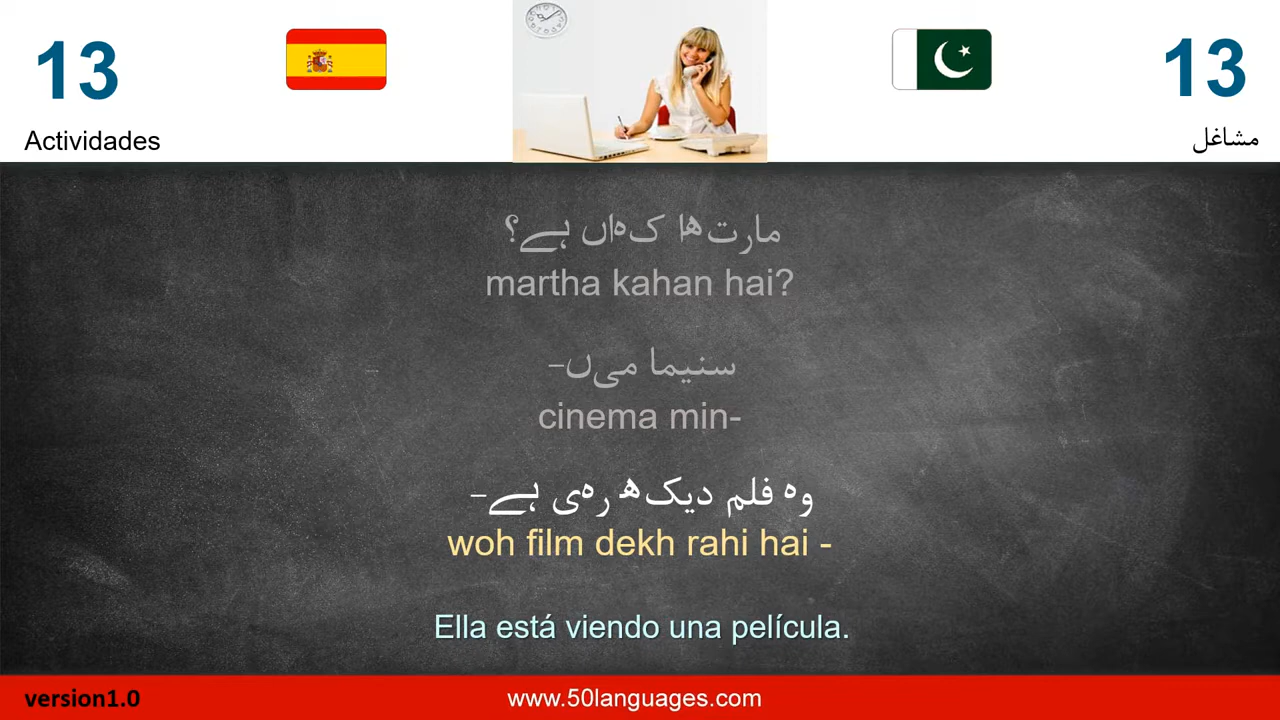 13
13
Actividades
مشاغل
مارتھا کہاں ہے؟
martha kahan hai?
سنیما میں-
cinema min-
وہ فلم دیکھ رہی ہے-
woh film dekh rahi hai -
Ella está viendo una película.
version1.0
www.50languages.com